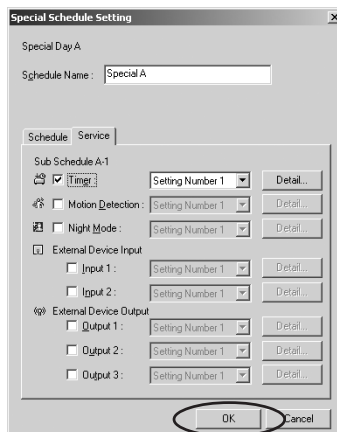 Special Schedule Setting
Special Day A
Schedule Name : Special A
Schedule Service
Sub Schedule A-1
Timer : Setting Number 1 Detail...
Motion Detection : Setting Number 1 Detail...
Night Mode : Setting Number 1 Detail...
External Device Input
Input 1 : Setting Number 1 Detail...
Input 2 : Setting Number 1 Detail...
External Device Output
Output 1 : Setting Number 1 Detail...
Output 2 : Setting Number 1 Detail...
Output 3 : Setting Number 1 Detail...
OK Cancel